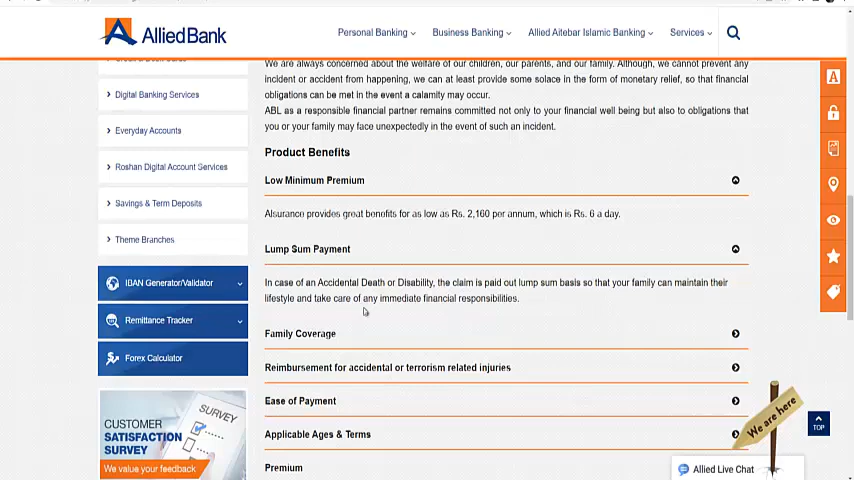 Allied Bank
Personal Banking
Business Banking
Allied Aitebar Islamic Banking
Services
We are always concerned about the welfare of our children, our parents, and our family. Although, we cannot prevent any
incident or accident from happening, we can at least provide some solace in the form of monetary relief, so that financial
obligations can be met in the event a calamity may occur.
ABL as a responsible financial partner remains committed not only to your financial well being but also to obligations that
you or your family may face unexpectedly in the event of such an incident.
Digital Banking Services
Everyday Accounts
Roshan Digital Account Services
Savings & Term Deposits
Theme Branches
IBAN Generator/Validator
Remittance Tracker
Forex Calculator
CUSTOMER
SATISFACTION
SURVEY
We value your feedback
SURVEY
Product Benefits
Low Minimum Premium
Alsurance provides great benefits for as low as Rs. 2,160 per annum, which is Rs. 6 a day.
Lump Sum Payment
In case of an Accidental Death or Disability, the claim is paid out lump sum basis so that your family can maintain their
lifestyle and take care of any immediate financial responsibilities.
Family Coverage
Reimbursement for accidental or terrorism related injuries
Ease of Payment
Applicable Ages & Terms
Premium
A
We are here
TOP
Allied Live Chat